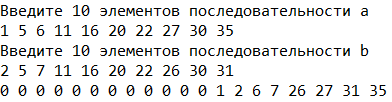 Введите 10 элементов последовательности a
1 5 6 11 16 20 22 27 30 35
Введите 10 элементов последовательности b
2 5 7 11 16 20 22 26 30 31
0 0 0 0 0 0 0 0 0 0 0 0 1 2 6 7 26 27 31 35